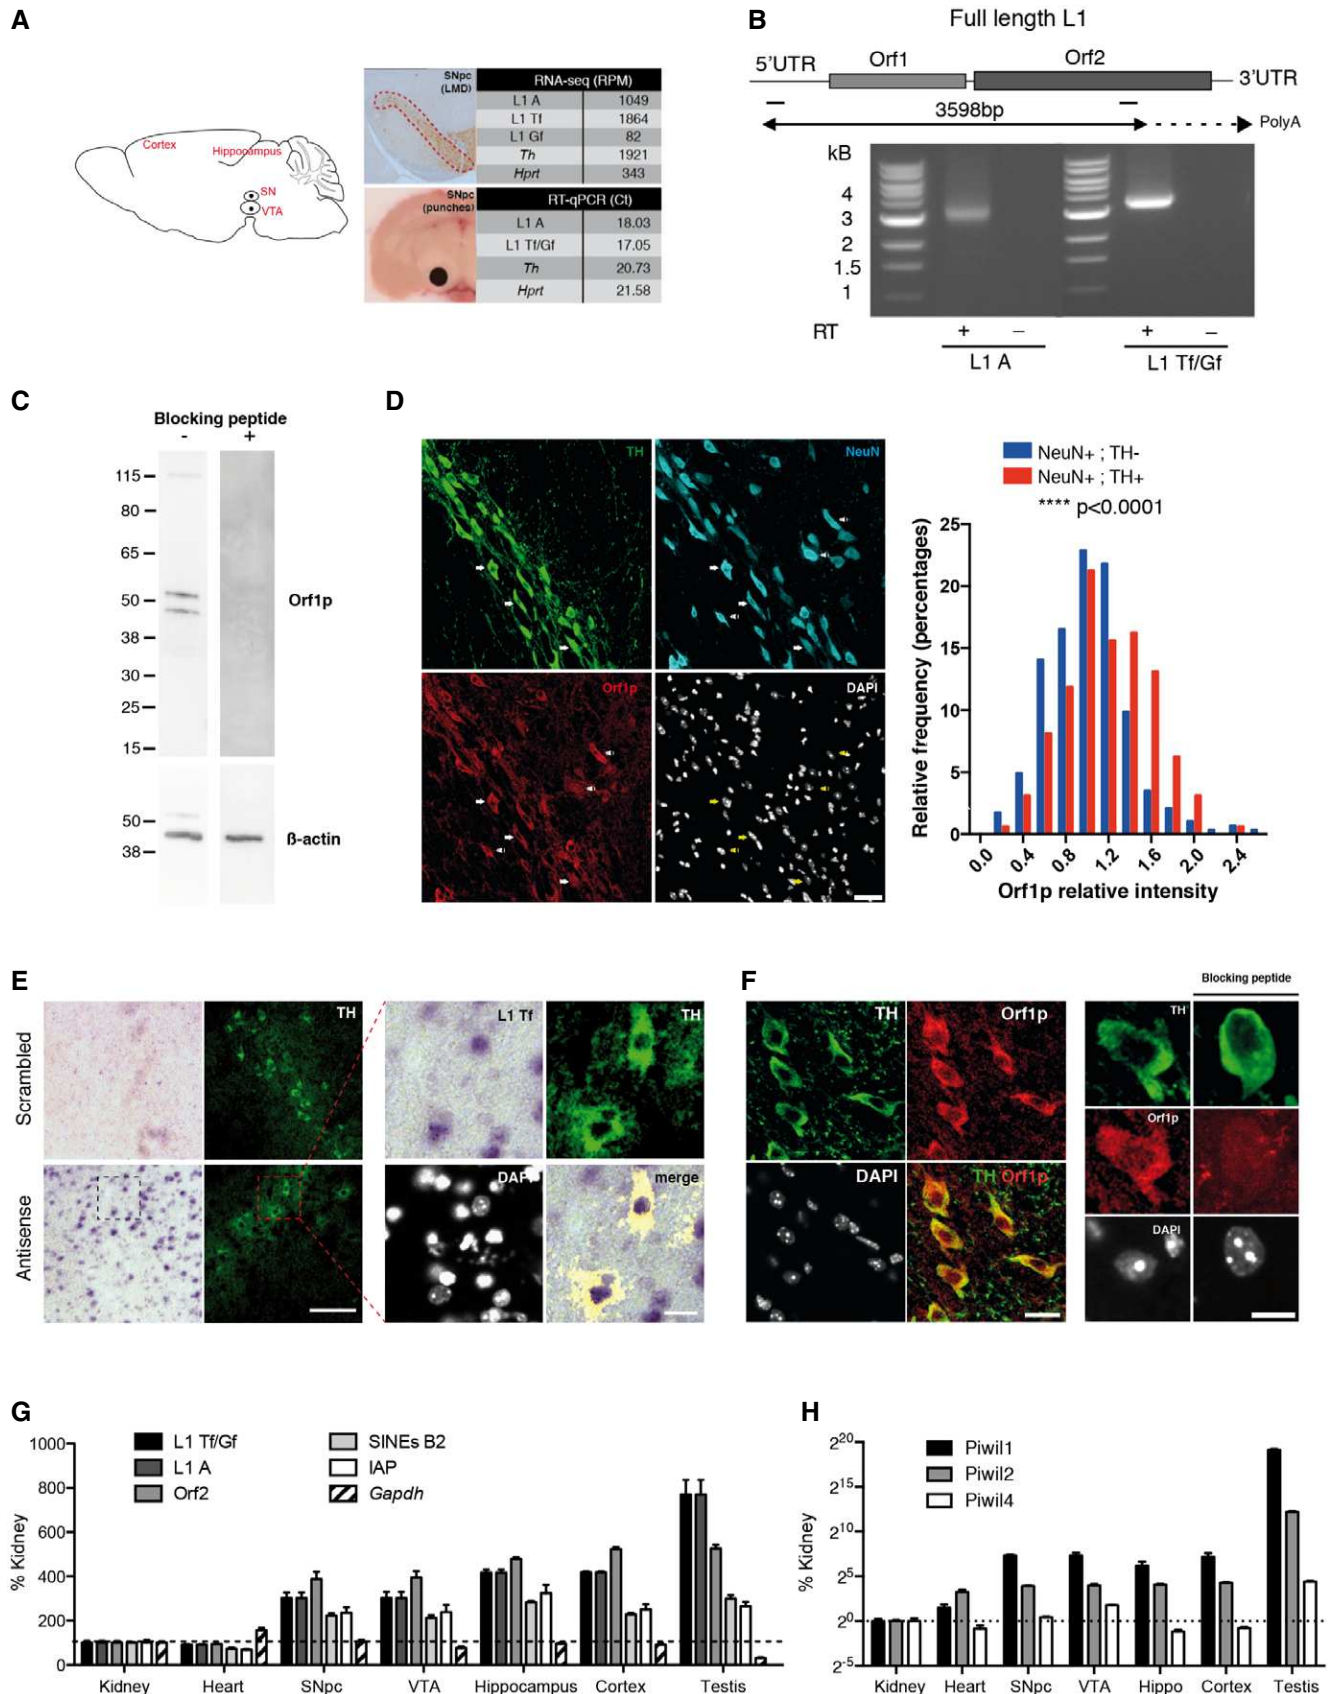 A
Cortex
Hippocampus
SN
VTA
SNpc
(LMD)
RNA-seq (RPM)
L1 A 1049
L1 Tf 1864
L1 Gf 82
Th 1921
Hprt 343
SNpc
(punches)
RT-qPCR (Ct)
L1 A 18.03
L1 Tf/Gf 17.05
Th 20.73
Hprt 21.58
B
Full length L1
5'UTR Orf1 Orf2 3'UTR
3598bp PolyA
kB
4
3
2
1.5
1
RT + – + –
L1 A L1 Tf/Gf
C
Blocking peptide
- +
115
80
65
50
38
30
25
15
Orf1p
50
38
ß-actin
D
TH
NeuN
Orf1p
DAPI
NeuN+ ; TH-
NeuN+ ; TH+
**** p<0.0001
Relative frequency (percentages)
25
20
15
10
5
0
0.0 0.4 0.8 1.2 1.6 2.0 2.4
Orf1p relative intensity
E
Scrambled
Antisense
TH
L1 Tf
TH
DAPI
merge
F
TH
Orf1p
DAPI
TH Orf1p
Blocking peptide
TH
Orf1p
DAPI
G
% Kidney
1000
800
600
400
200
0
L1 Tf/Gf
L1 A
Orf2
SINEs B2
IAP
Gapdh
Kidney Heart SNpc VTA Hippocampus Cortex Testis
H
% Kidney
2^20
2^15
2^10
2^5
2^0
2^-5
Piwil1
Piwil2
Piwil4
Kidney Heart SNpc VTA Hippo Cortex Testis